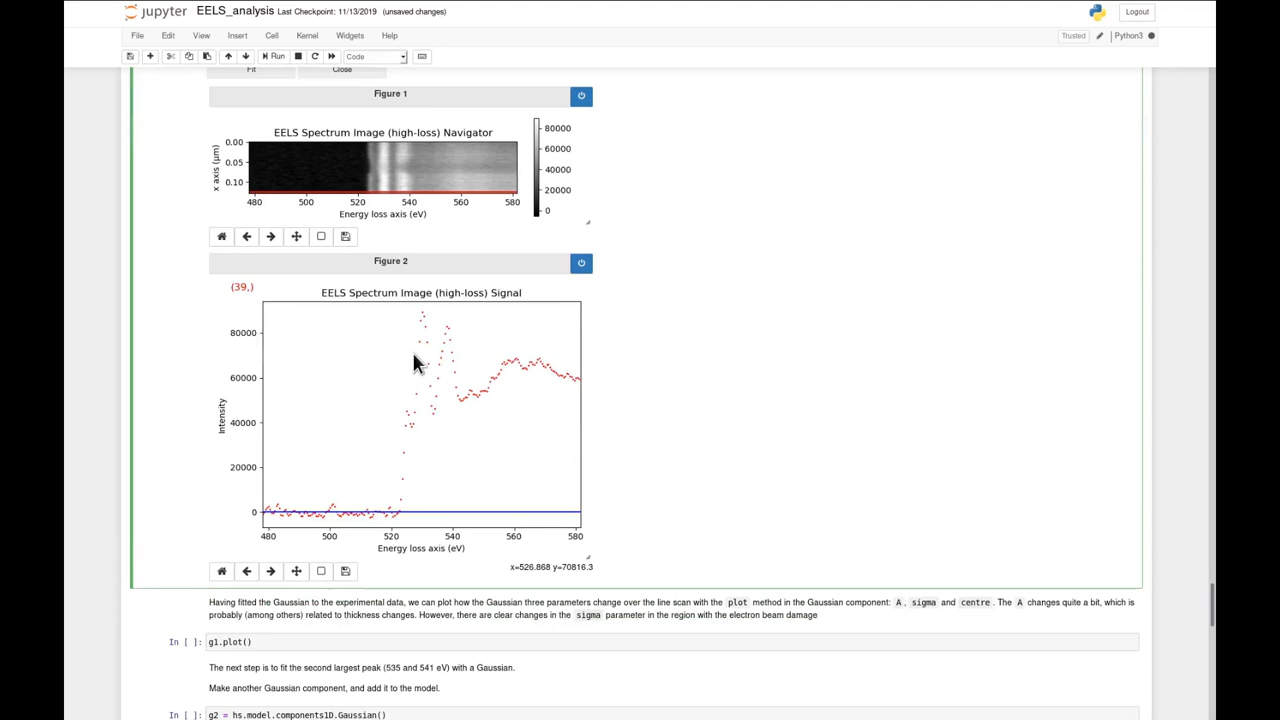 jupyter EELS_analysis Last Checkpoint: 11/13/2019 (unsaved changes) Logout
File Edit View Insert Cell Kernel Widgets Help Trusted Python3
Run Code
Fit Close
Figure 1
EELS Spectrum Image (high-loss) Navigator
x axis (µm)
0.00
0.05
0.10
480 500 520 540 560 580
Energy loss axis (eV)
80000
60000
40000
20000
0
Figure 2
(39,)
EELS Spectrum Image (high-loss) Signal
Intensity
80000
60000
40000
20000
0
480 500 520 540 560 580
Energy loss axis (eV)
x=526.868 y=70816.3
Having fitted the Gaussian to the experimental data, we can plot how the Gaussian three parameters change over the line scan with the plot method in the Gaussian component: A, sigma and centre. The A changes quite a bit, which is
probably (among others) related to thickness changes. However, there are clear changes in the sigma parameter in the region with the electron beam damage
In [ ]: g1.plot()
The next step is to fit the second largest peak (535 and 541 eV) with a Gaussian.
Make another Gaussian component, and add it to the model.
In [ ]: g2 = hs.model.components1D.Gaussian()